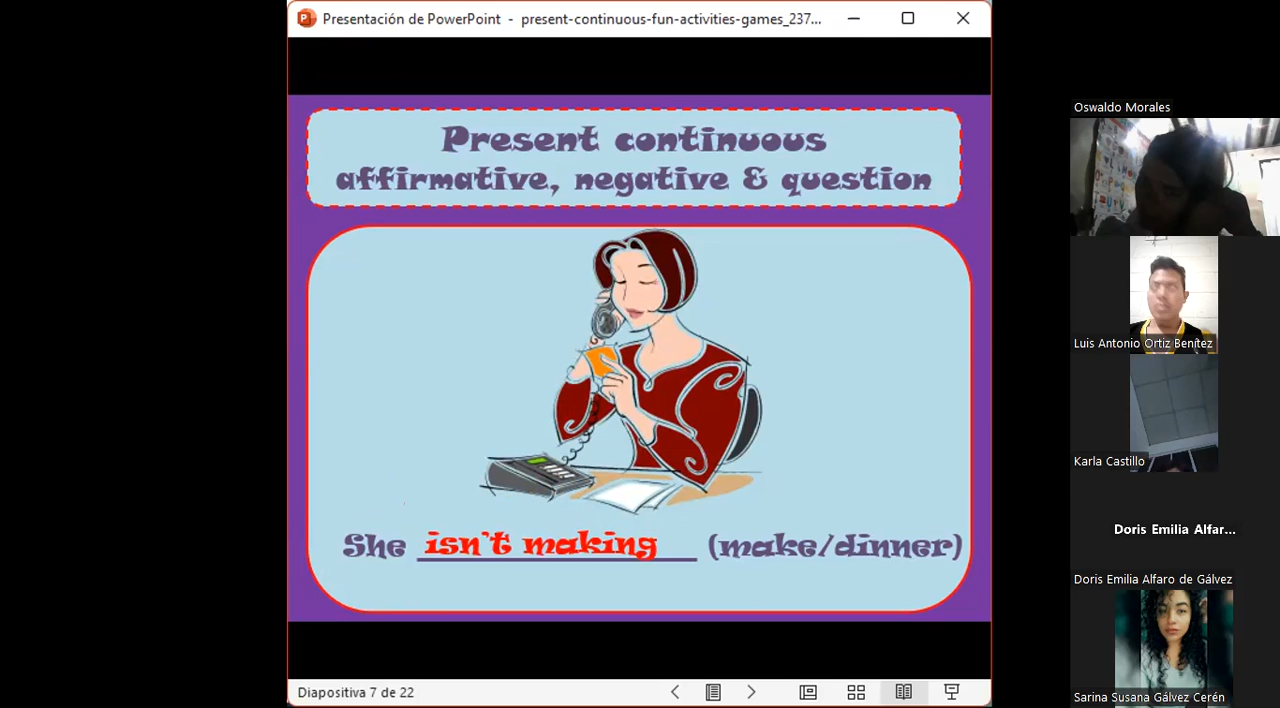 Presentación de PowerPoint - present-continuous-fun-activities-games_237...
Present continuous
affirmative, negative & question
She isn't making (make/dinner)
Diapositiva 7 de 22
Oswaldo Morales
Luis Antonio Ortiz Benítez
Karla Castillo
Doris Emilia Alfar...
Doris Emilia Alfaro de Gálvez
Sarina Susana Gálvez Cerén